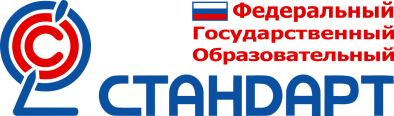 Федеральный
Государственный
Образовательный
СТАНДАРТ